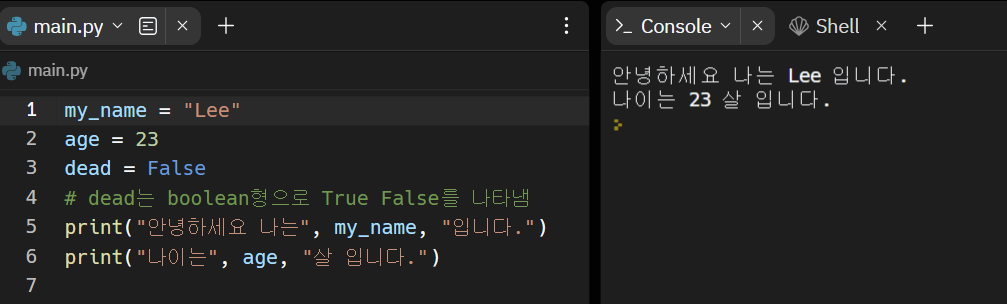 main.py
main.py
1 my_name = "Lee"
2 age = 23
3 dead = False
4 # dead는 boolean형으로 True False를 나타냄
5 print("안녕하세요 나는", my_name, "입니다.")
6 print("나이는", age, "살 입니다.")
7
>_ Console
Shell
안녕하세요 나는 Lee 입니다.
나이는 23 살 입니다.
>